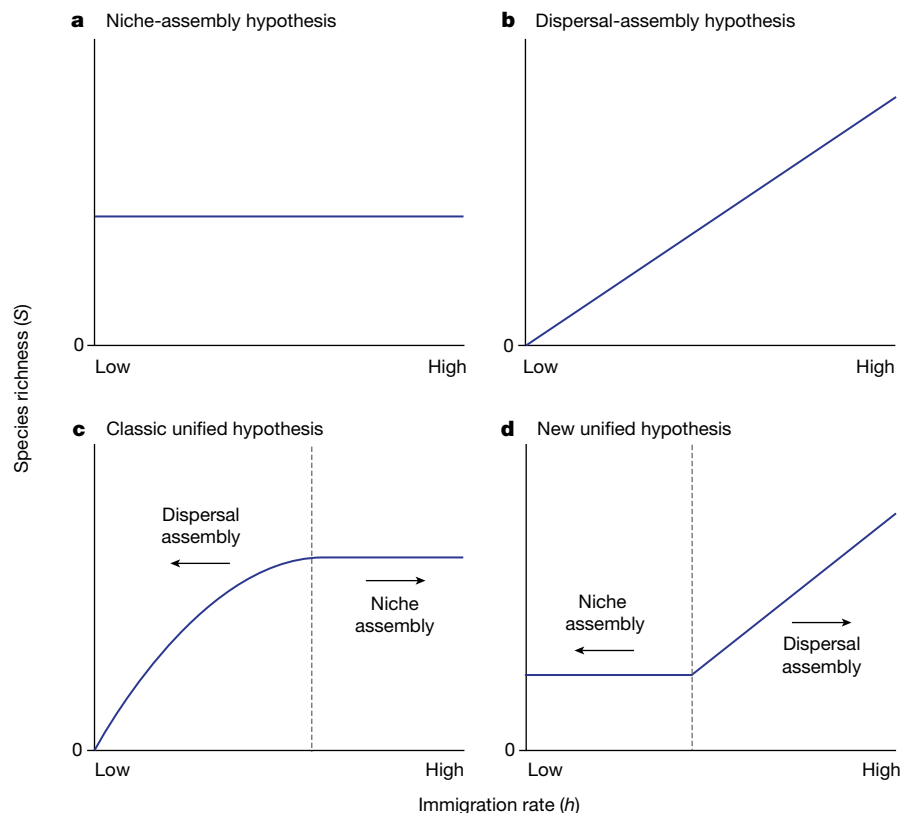 a Niche-assembly hypothesis
b Dispersal-assembly hypothesis
0
Low
High
0
Low
High
Species richness (S)
c Classic unified hypothesis
d New unified hypothesis
Dispersal
assembly
Niche
assembly
0
Low
High
Niche
assembly
Dispersal
assembly
0
Low
High
Immigration rate (h)